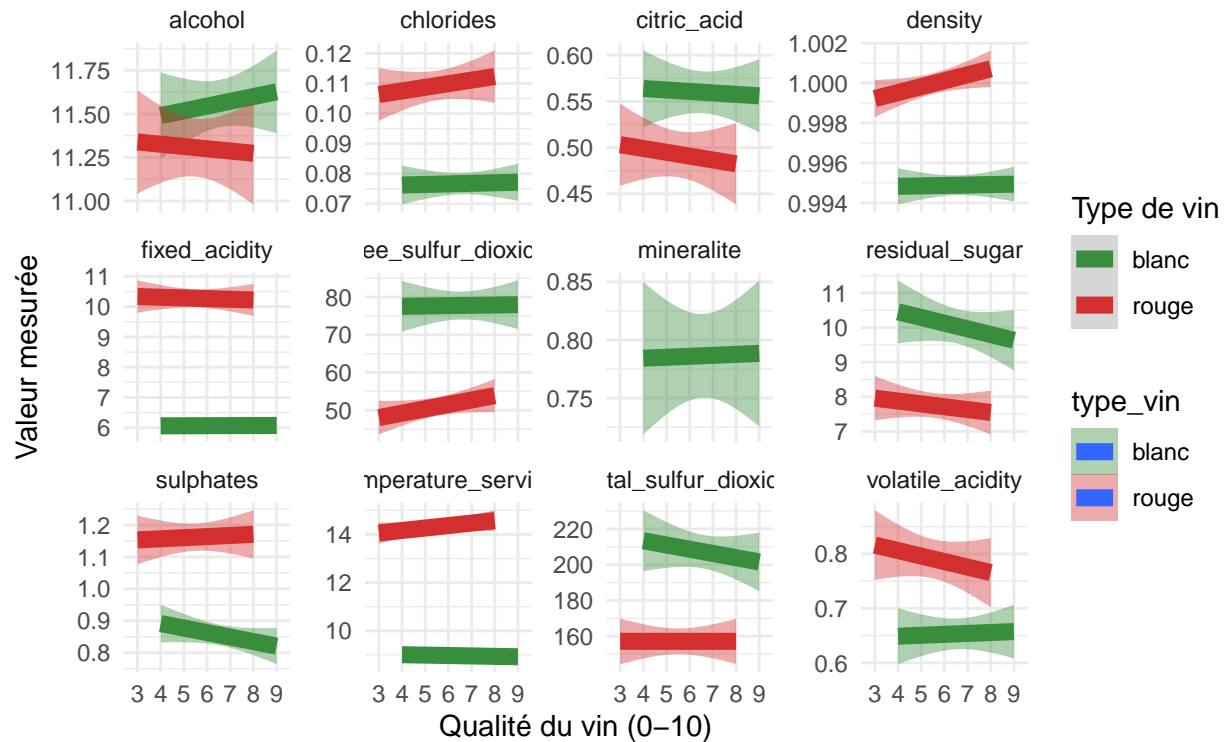 alcohol
chlorides
citric_acid
density
11.75
11.50
11.25
11.00
0.12
0.11
0.10
0.09
0.08
0.07
0.60
0.55
0.50
0.45
1.002
1.000
0.998
0.996
0.994
fixed_acidity
ee_sulfur_dioxic
mineralite
residual_sugar
11
10
9
8
7
6
80
70
60
50
0.85
0.80
0.75
11
10
9
8
7
sulphates
mperature_servi
tal_sulfur_dioxic
volatile_acidity
1.2
1.1
1.0
0.9
0.8
14
12
10
220
200
180
160
0.8
0.7
0.6
3 4 5 6 7 8 9
3 4 5 6 7 8 9
3 4 5 6 7 8 9
3 4 5 6 7 8 9
Qualité du vin (0–10)
Valeur mesurée
Type de vin
blanc
rouge
type_vin
blanc
rouge